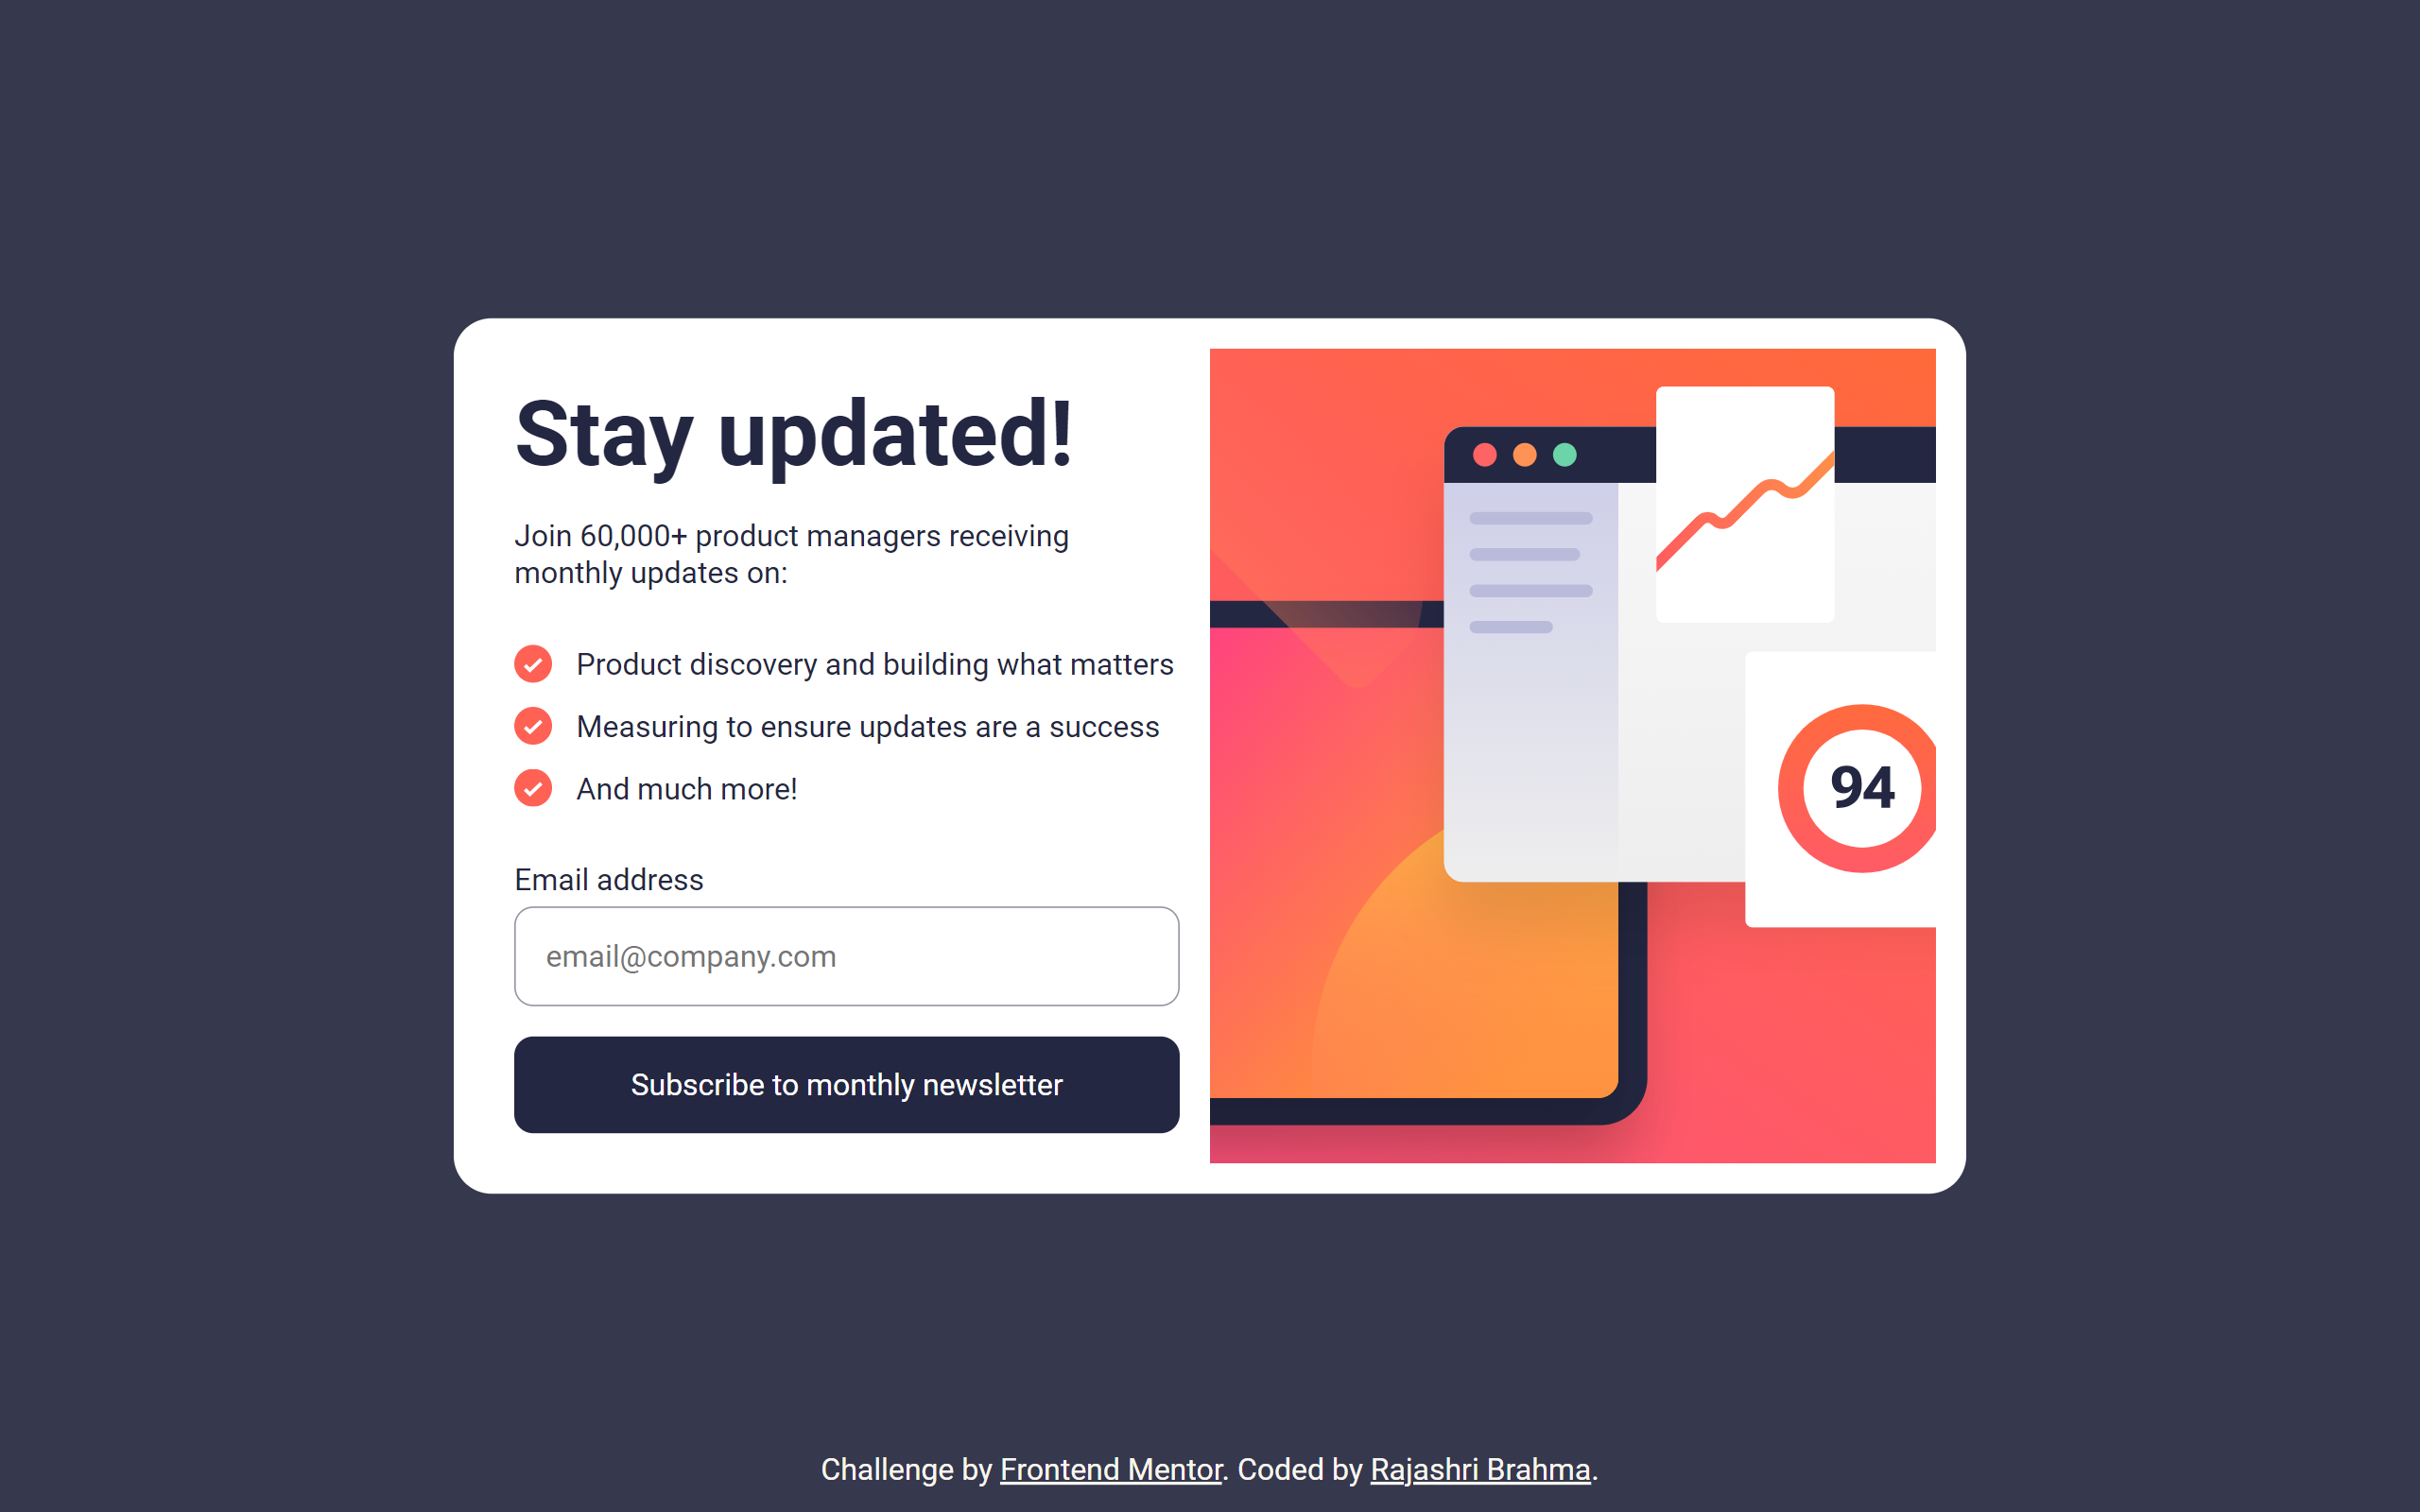 Stay updated!
Join 60,000+ product managers receiving
monthly updates on:
Product discovery and building what matters
Measuring to ensure updates are a success
And much more!
Email address
email@company.com
Subscribe to monthly newsletter
94
Challenge by Frontend Mentor. Coded by Rajashri Brahma.